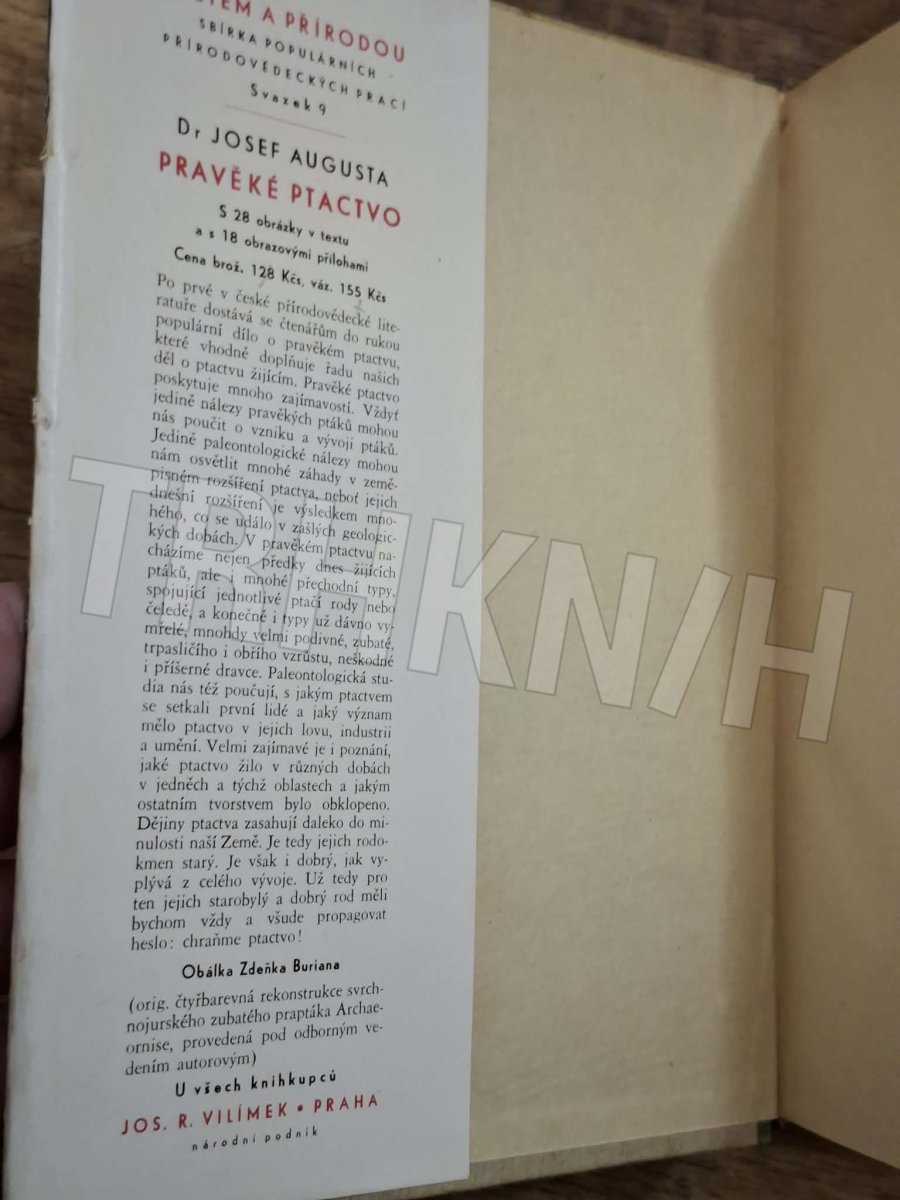 A PŘÍRODOU
SBÍRKA POPULÁRNÍCH
PŘÍRODOVĚDECKÝCH PRACÍ
Svazek 9
Dr JOSEF AUGUSTA
PRAVĚKÉ PTACTVO
S 28 obrázky v textu
a s 18 obrazovými přílohami
Cena brož. 128 Kčs, váz. 155 Kčs
Po prvé v české přírodovědecké lite-
ratuře dostává se čtenářům do rukou
populární dílo o pravěkém ptactvu,
které vhodně doplňuje řadu našich
děl o ptactvu žijícím. Pravěké ptactvo
poskytuje mnoho zajímavostí. Vždyť
jedině nálezy pravěkých ptáků mohou
nás poučit o vzniku a vývoji ptáků.
Jedině paleontologické nálezy mohou
nám osvětlit mnohé záhady v země-
pisném rozšíření ptactva, neboť jejich
dnešní rozšíření je výsledkem mno-
hého, co se událo v zašlých geologic-
kých dobách. V pravěkém ptactvu na-
cházíme nejen předky dnes žijících
ptáků, ale i mnohé přechodní typy,
spojující jednotlivé ptačí rody nebo
čeledě, a konečně i typy už dávno vy-
mřelé, mnohdy velmi podivné, zubaté,
trpasličího i obřího vzrůstu, neškodné
i příšerné dravce. Paleontologická stu-
dia nás též poučují, s jakým ptactvem
se setkali první lidé a jaký význam
mělo ptactvo v jejich lovu, industrii
a umění. Velmi zajímavé je i poznání,
jaké ptactvo žilo v různých dobách
v jedněch a týchž oblastech a jakým
ostatním tvorstvem bylo obklopeno.
Dějiny ptactva zasahují daleko do mi-
nulosti naší Země. Je tedy jejich rodo-
kmen starý. Je však i dobrý, jak vy-
plývá z celého vývoje. Už tedy pro
ten jejich starobylý a dobrý rod měli
bychom vždy a všude propagovat
heslo: chraňme ptactvo!
Obálka Zdeňka Buriana
(orig. čtyřbarevná rekonstrukce svrch-
nojurského zubatého praptáka Archae-
ornise, provedená pod odborným ve-
dením autorovým)
U všech knihkupců
JOS. R. VILÍMEK • PRAHA
národní podnik
TRHKN/H